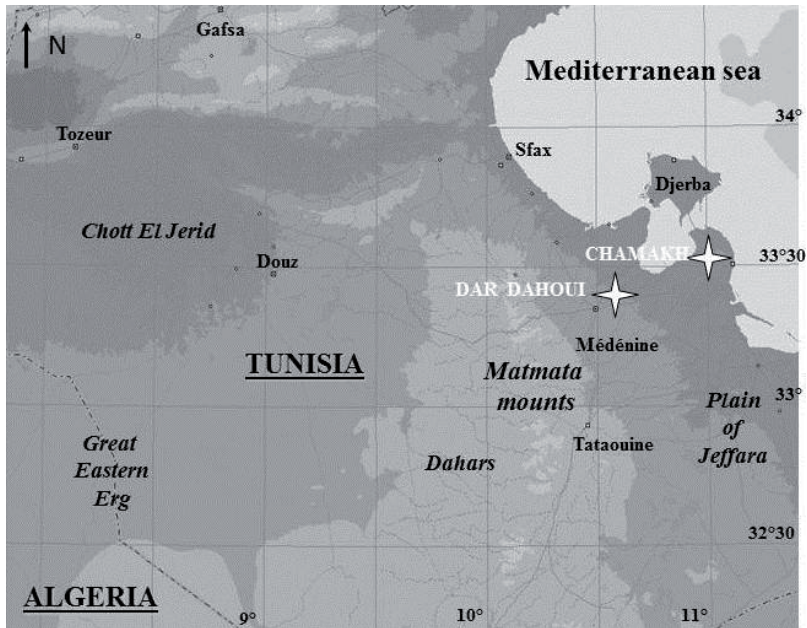 N
Gafsa
Mediterranean sea
34°
Tozeur
Sfax
Djerba
Chott El Jerid
CHAMAKH
33°30
Douz
DAR DAHOUI
Médénine
TUNISIA
Matmata
mounts
33°
Plain
of
Jeffara
Great
Eastern
Erg
Dahars
Tataouine
32°30
ALGERIA
9°
10°
11°